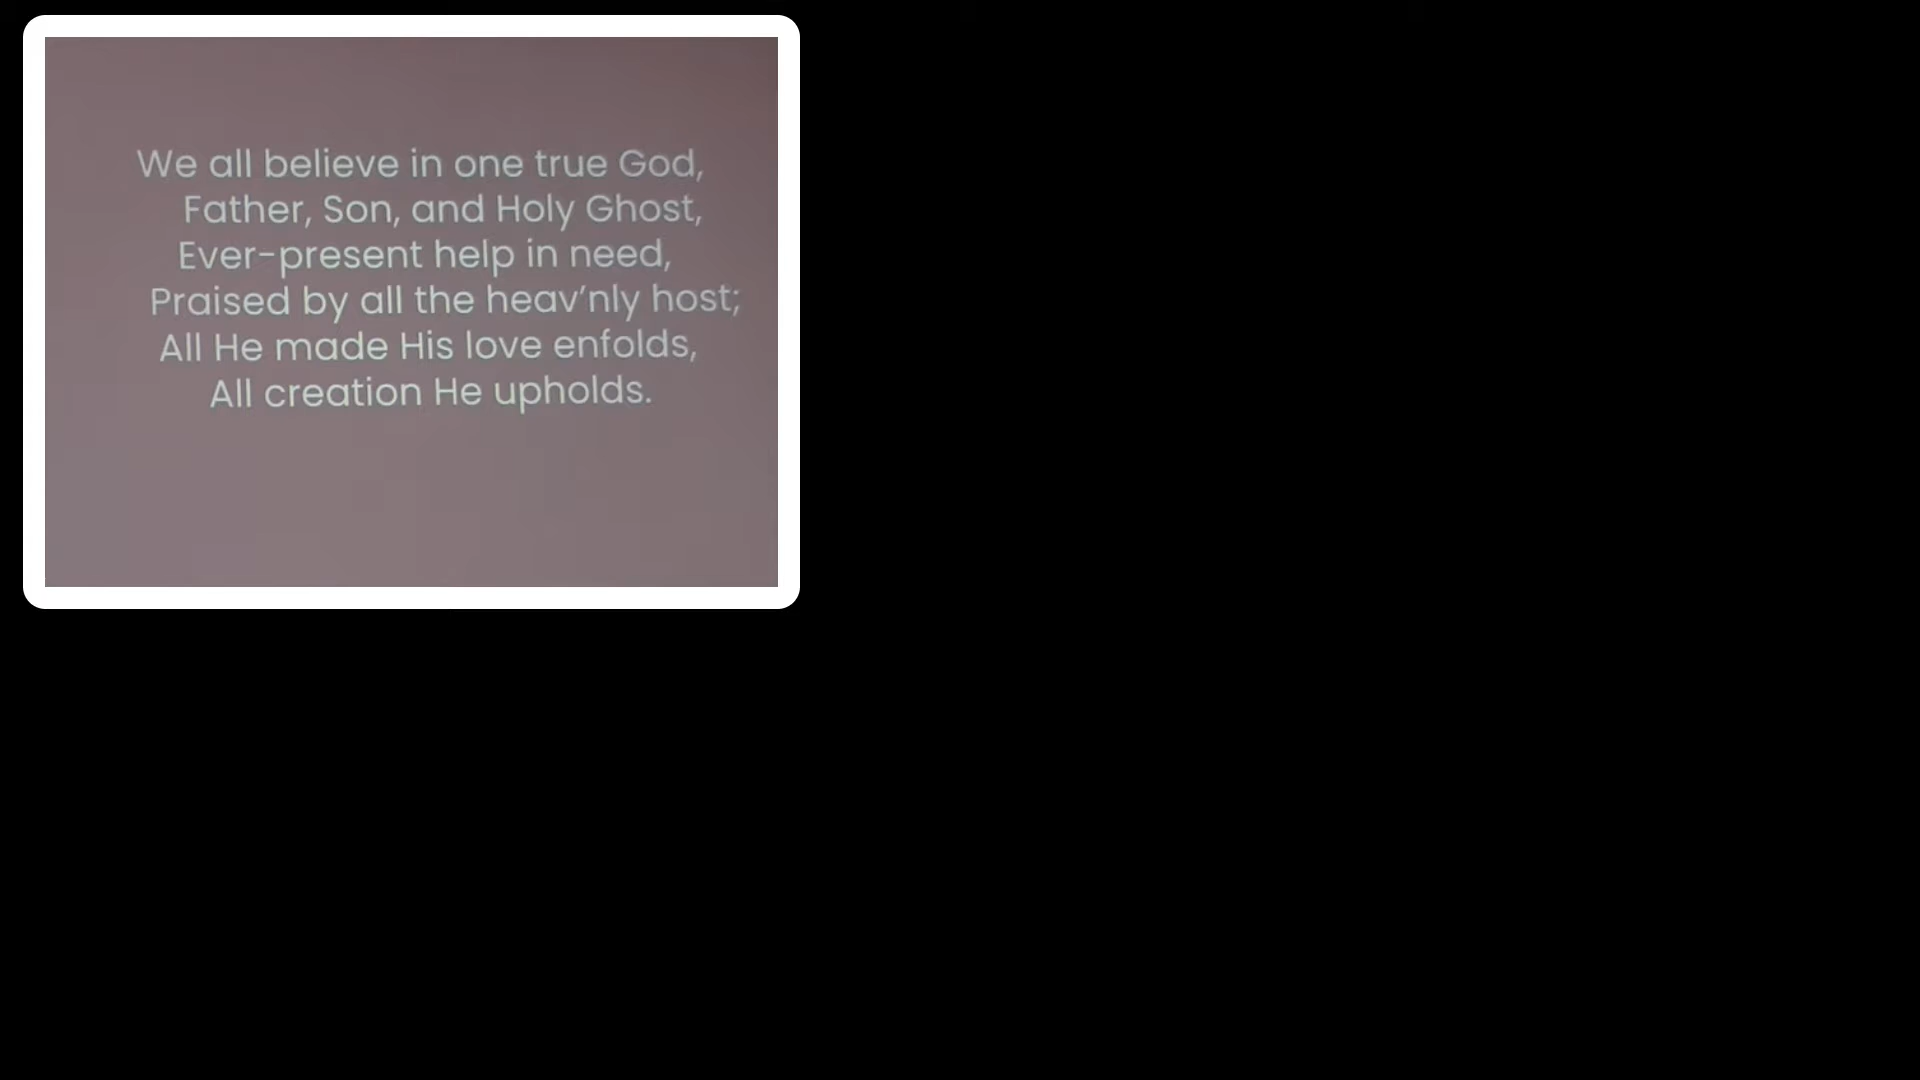 We all believe in one true God,
Father, Son, and Holy Ghost,
Ever-present help in need,
Praised by all the heav’nly host;
All He made His love enfolds,
All creation He upholds.